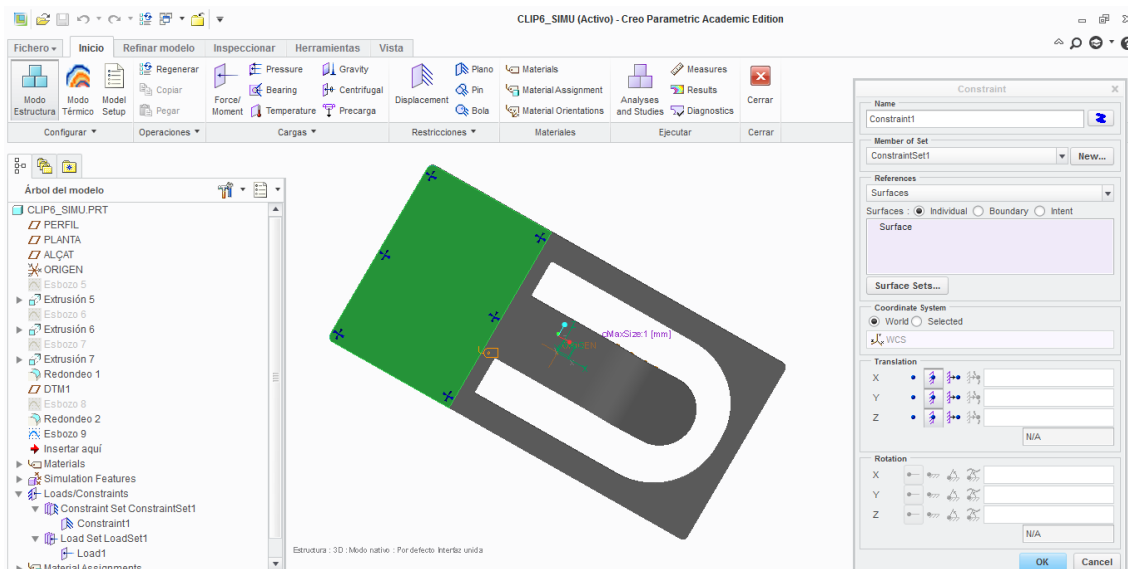 CLIP6_SIMU (Activo) - Creo Parametric Academic Edition
Fichero Inicio Refinar modelo Inspeccionar Herramientas Vista
Modo Estructura
Modo Térmico
Model Setup
Configurar
Regenerar
Copiar
Pegar
Operaciones
Force/ Moment
Pressure
Bearing
Temperature
Gravity
Centrifugal
Precarga
Cargas
Displacement
Plano
Pin
Bola
Restricciones
Materials
Material Assignment
Material Orientations
Materiales
Analyses and Studies
Measures
Results
Diagnostics
Ejecutar
Cerrar
Cerrar
Árbol del modelo
CLIP6_SIMU.PRT
PERFIL
PLANTA
ALÇAT
ORIGEN
Esbozo 5
Extrusión 5
Esbozo 6
Extrusión 6
Esbozo 7
Extrusión 7
Redondeo 1
DTM1
Esbozo 8
Redondeo 2
Esbozo 9
Insertar aquí
Materials
Simulation Features
Loads/Constraints
Constraint Set ConstraintSet1
Constraint1
Load Set LoadSet1
Load1
Material Assignments
MaxSize:1 [mm]
Estructura : 3D : Modo nativo : Por defecto Interfaz unida
Constraint
Name
Constraint1
Member of Set
ConstraintSet1 New...
References
Surfaces
Surfaces : Individual Boundary Intent
Surface
Surface Sets...
Coordinate System
World Selected
WCS
Translation
X
Y
Z
N/A
Rotation
X
Y
Z
N/A
OK Cancel